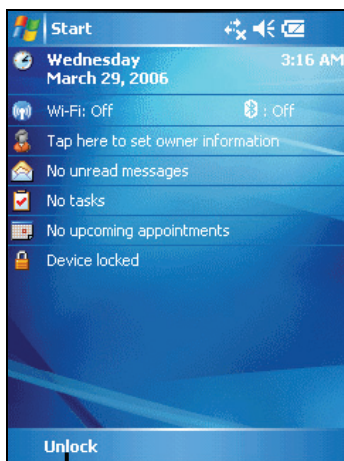 Start
Wednesday 3:16 AM
March 29, 2006
Wi-Fi: Off : Off
Tap here to set owner information
No unread messages
No tasks
No upcoming appointments
Device locked
Unlock